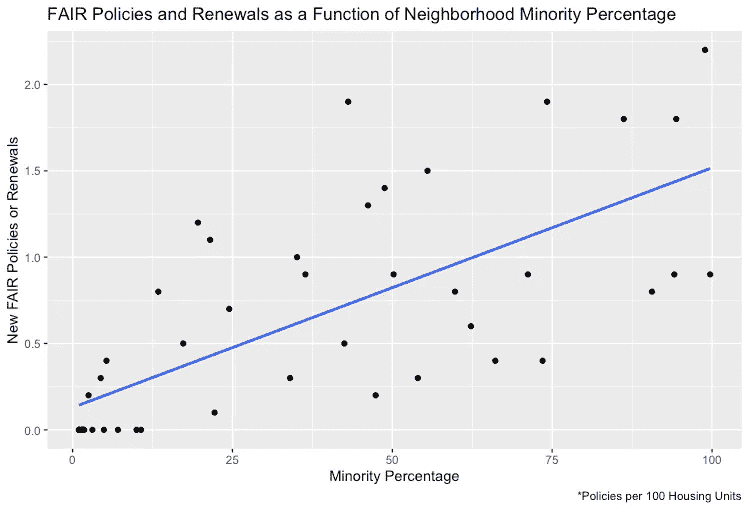 FAIR Policies and Renewals as a Function of Neighborhood Minority Percentage
New FAIR Policies or Renewals
2.0
1.5
1.0
0.5
0.0
0 25 50 75 100
Minority Percentage
*Policies per 100 Housing Units